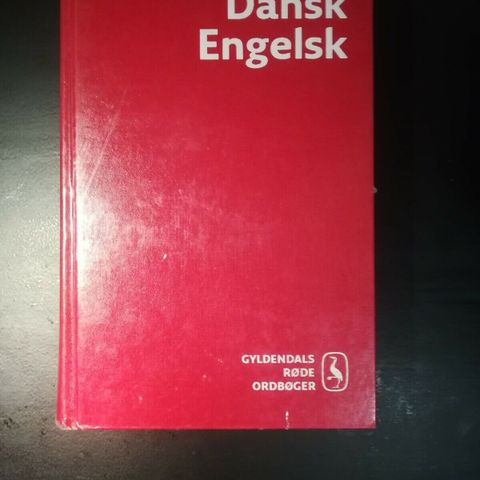 Dansk
Engelsk
GYLDENDALS
RØDE
ORDBØGER